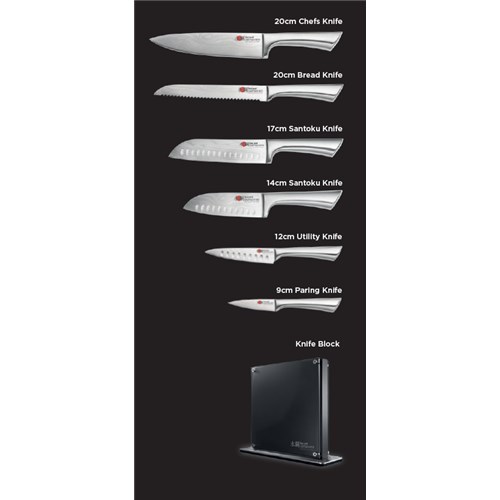 20cm Chefs Knife
20cm Bread Knife
17cm Santoku Knife
14cm Santoku Knife
12cm Utility Knife
9cm Paring Knife
Knife Block